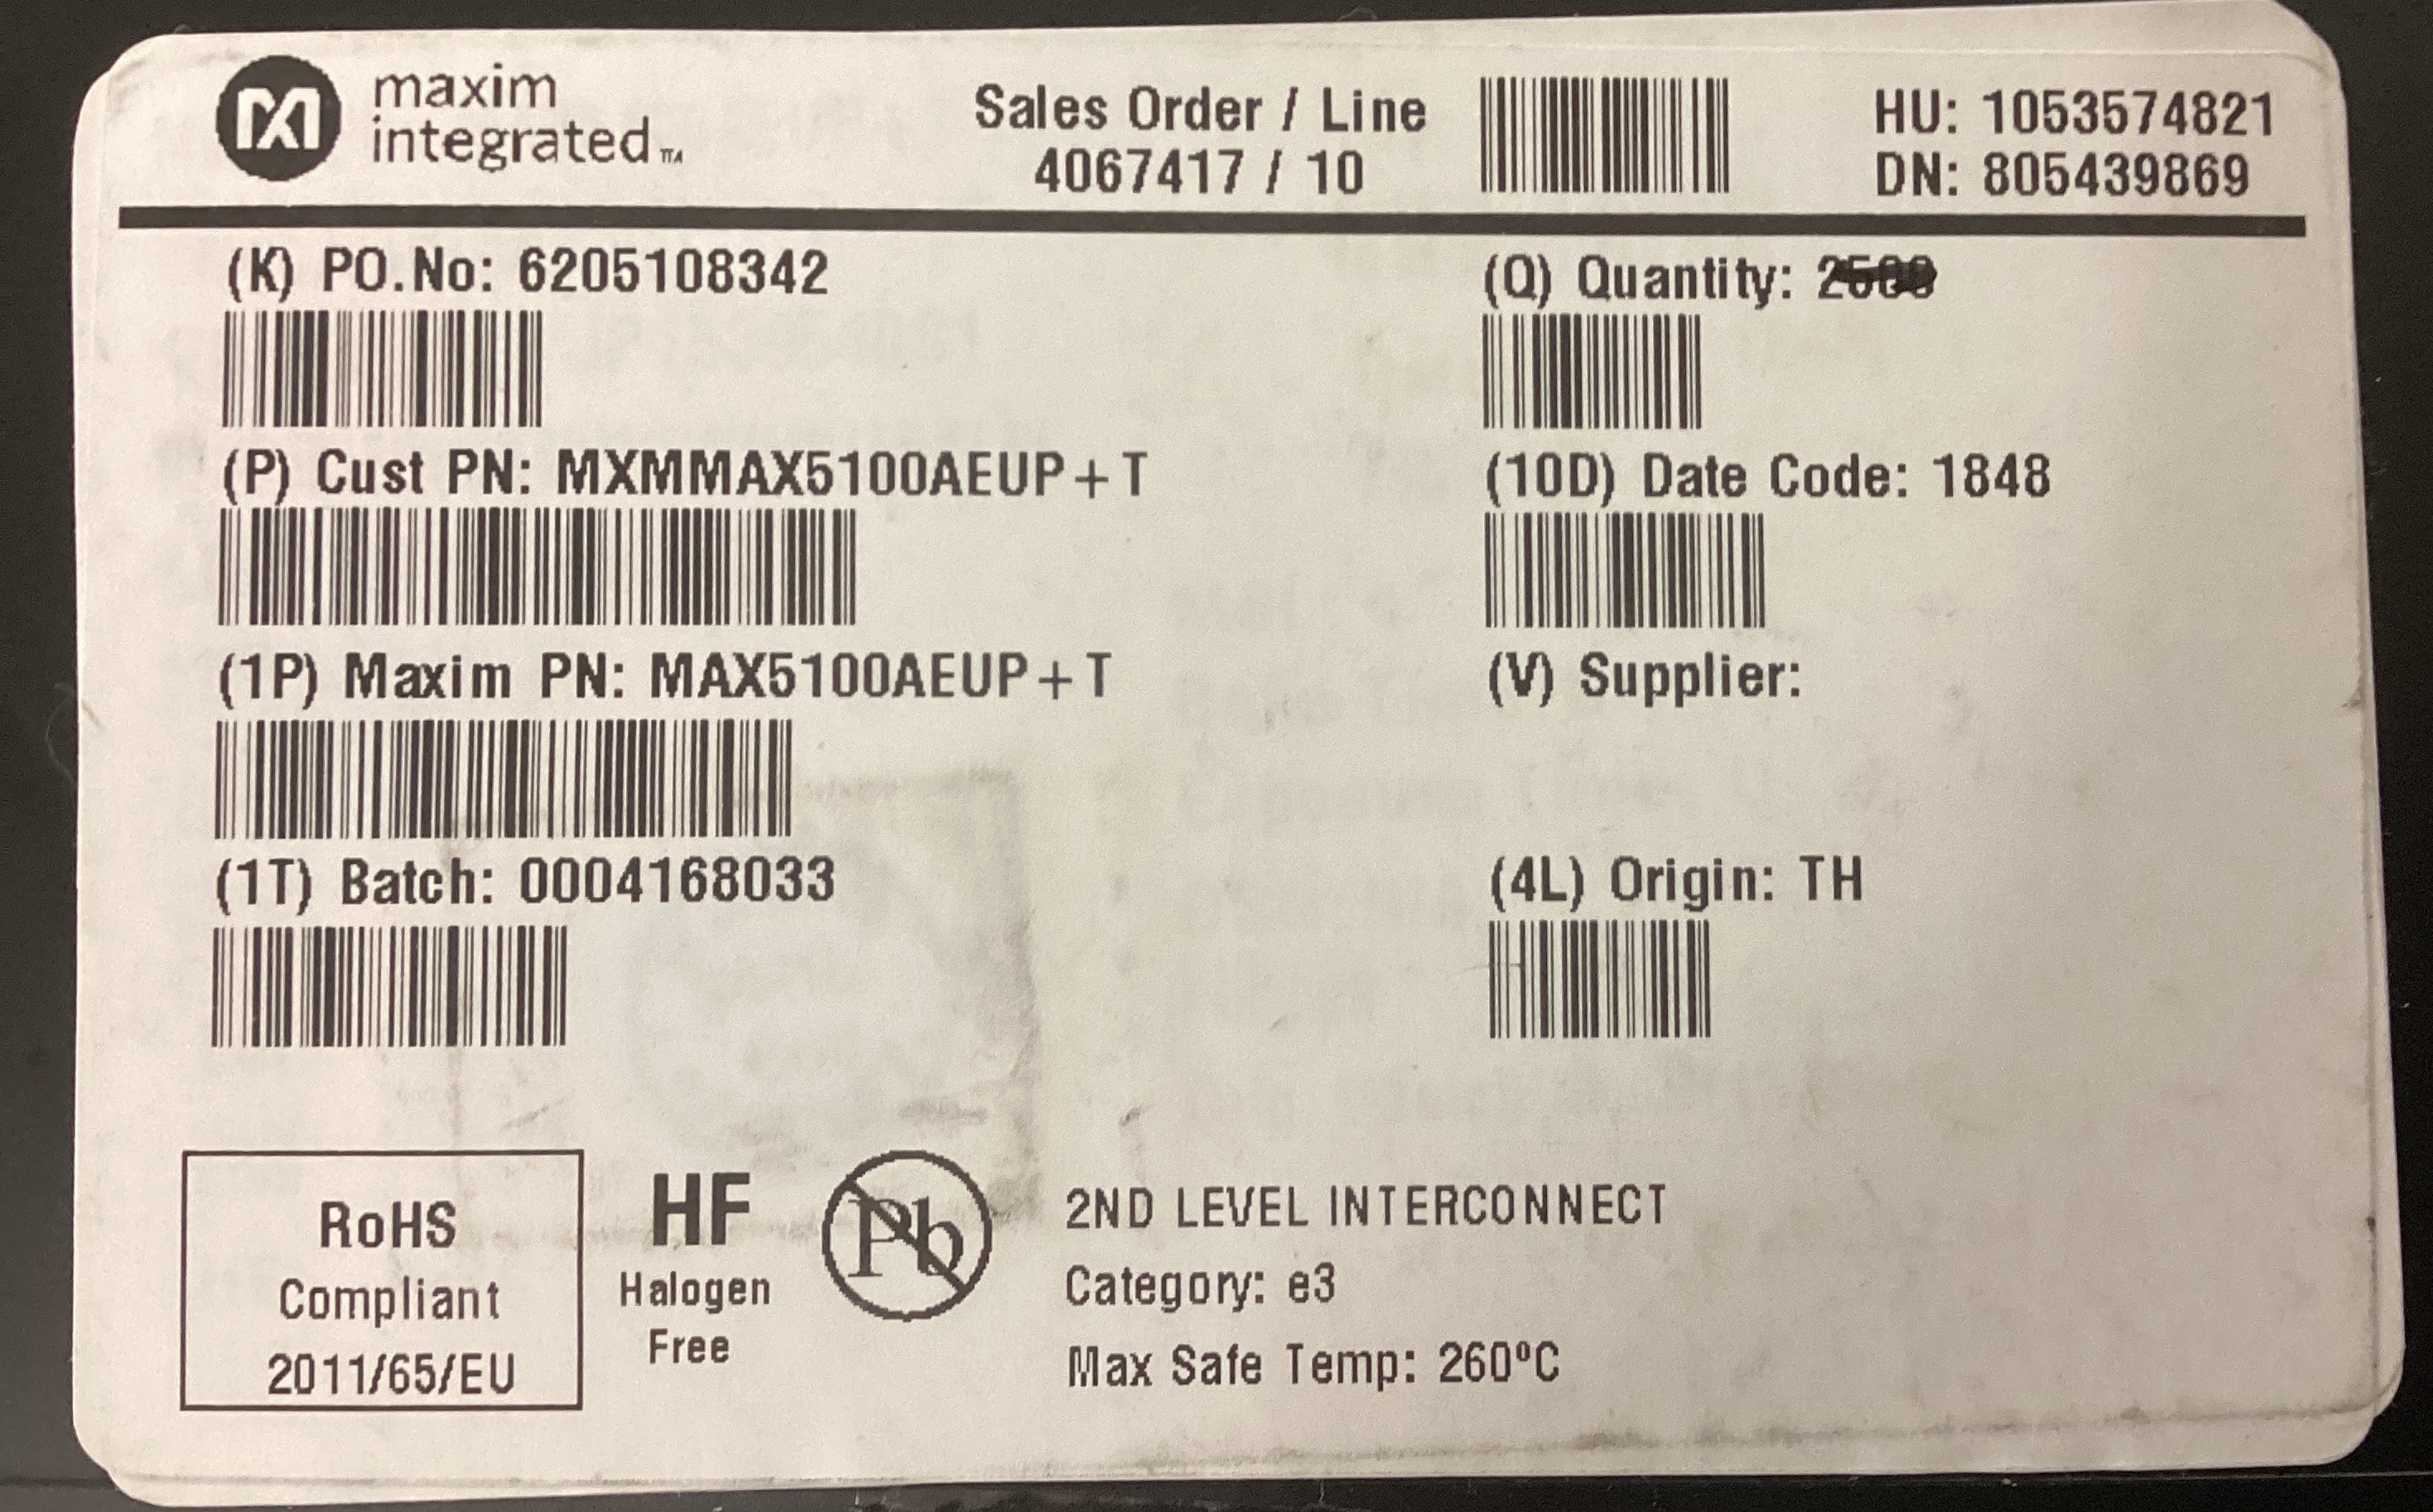 maxim
integrated™
Sales Order / Line
4067417 / 10
HU: 1053574821
DN: 805439869
(K) PO.No: 6205108342
(Q) Quantity:
(P) Cust PN: MXMMAX5100AEUP+T
(10D) Date Code: 1848
(1P) Maxim PN: MAX5100AEUP+T
(V) Supplier:
(1T) Batch: 0004168033
(4L) Origin: TH
RoHS
Compliant
2011/65/EU
HF
Halogen
Free
Pb
2ND LEVEL INTERCONNECT
Category: e3
Max Safe Temp: 260ºC